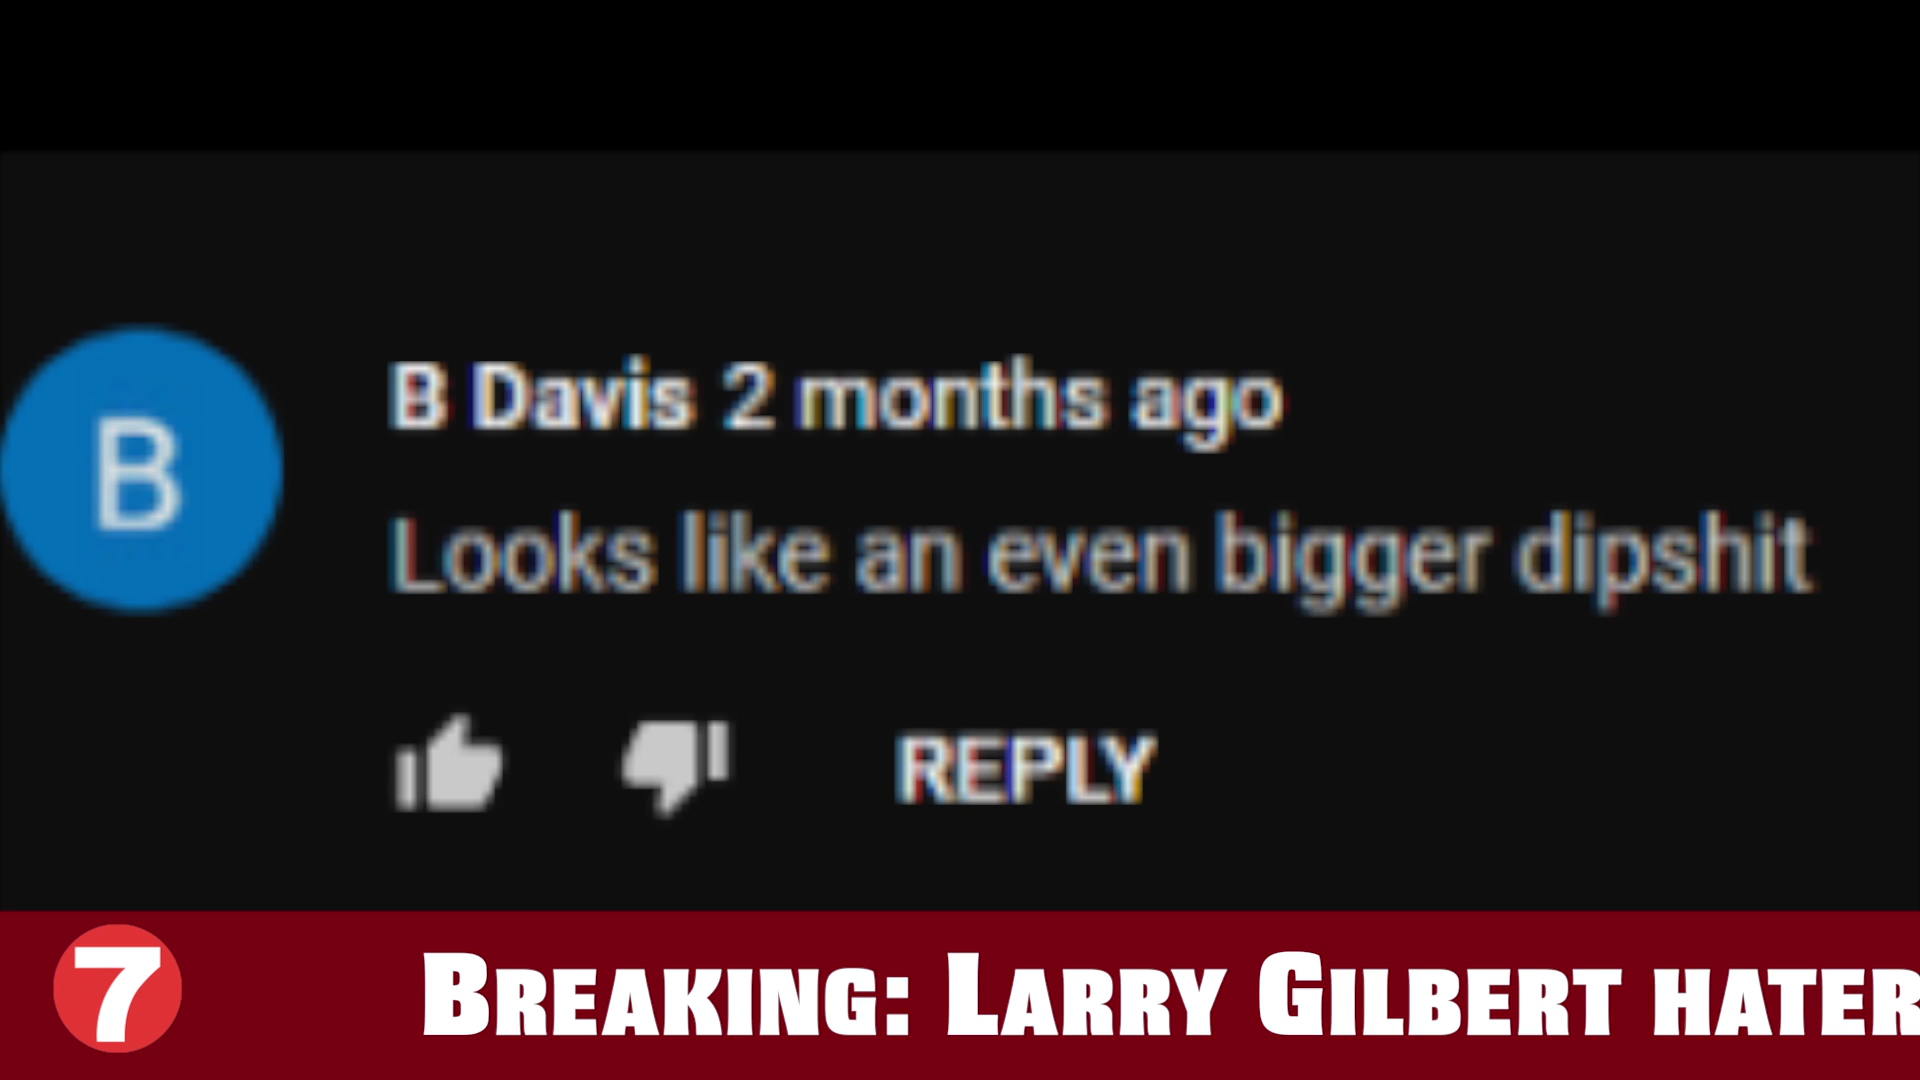 B
B Davis 2 months ago
Looks like an even bigger dipshit
REPLY
7
BREAKING: LARRY GILBERT HATER